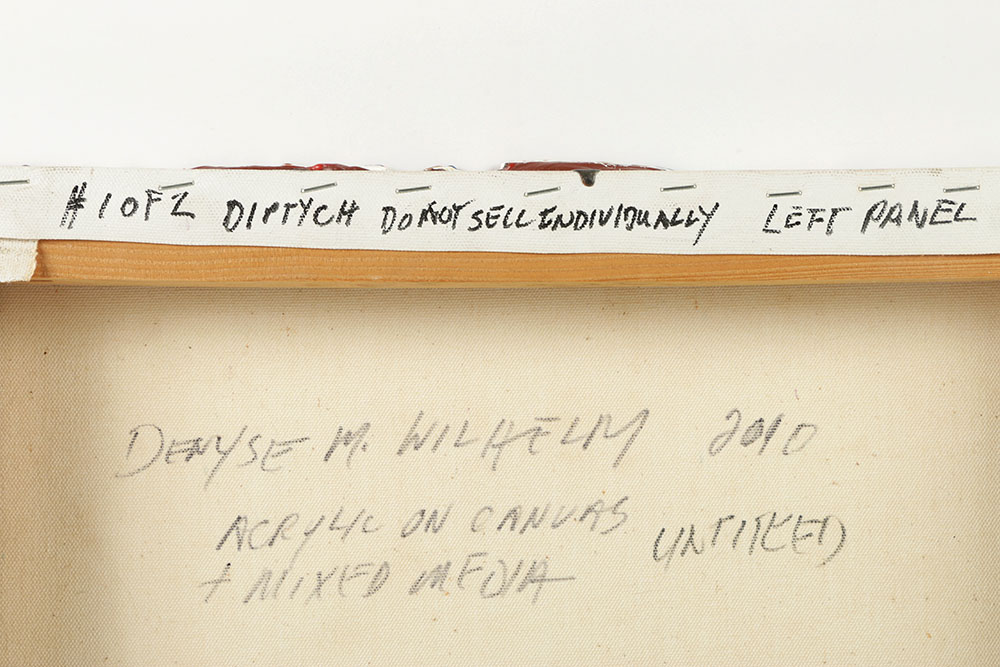 #1 OF 2 DIPTYCH DO NOT SELL INDIVIDUALLY LEFT PANEL
DENYSE M. WILHELM 2010
ACRYLIC ON CANVAS UNTITLED
+ MIXED MEDIA